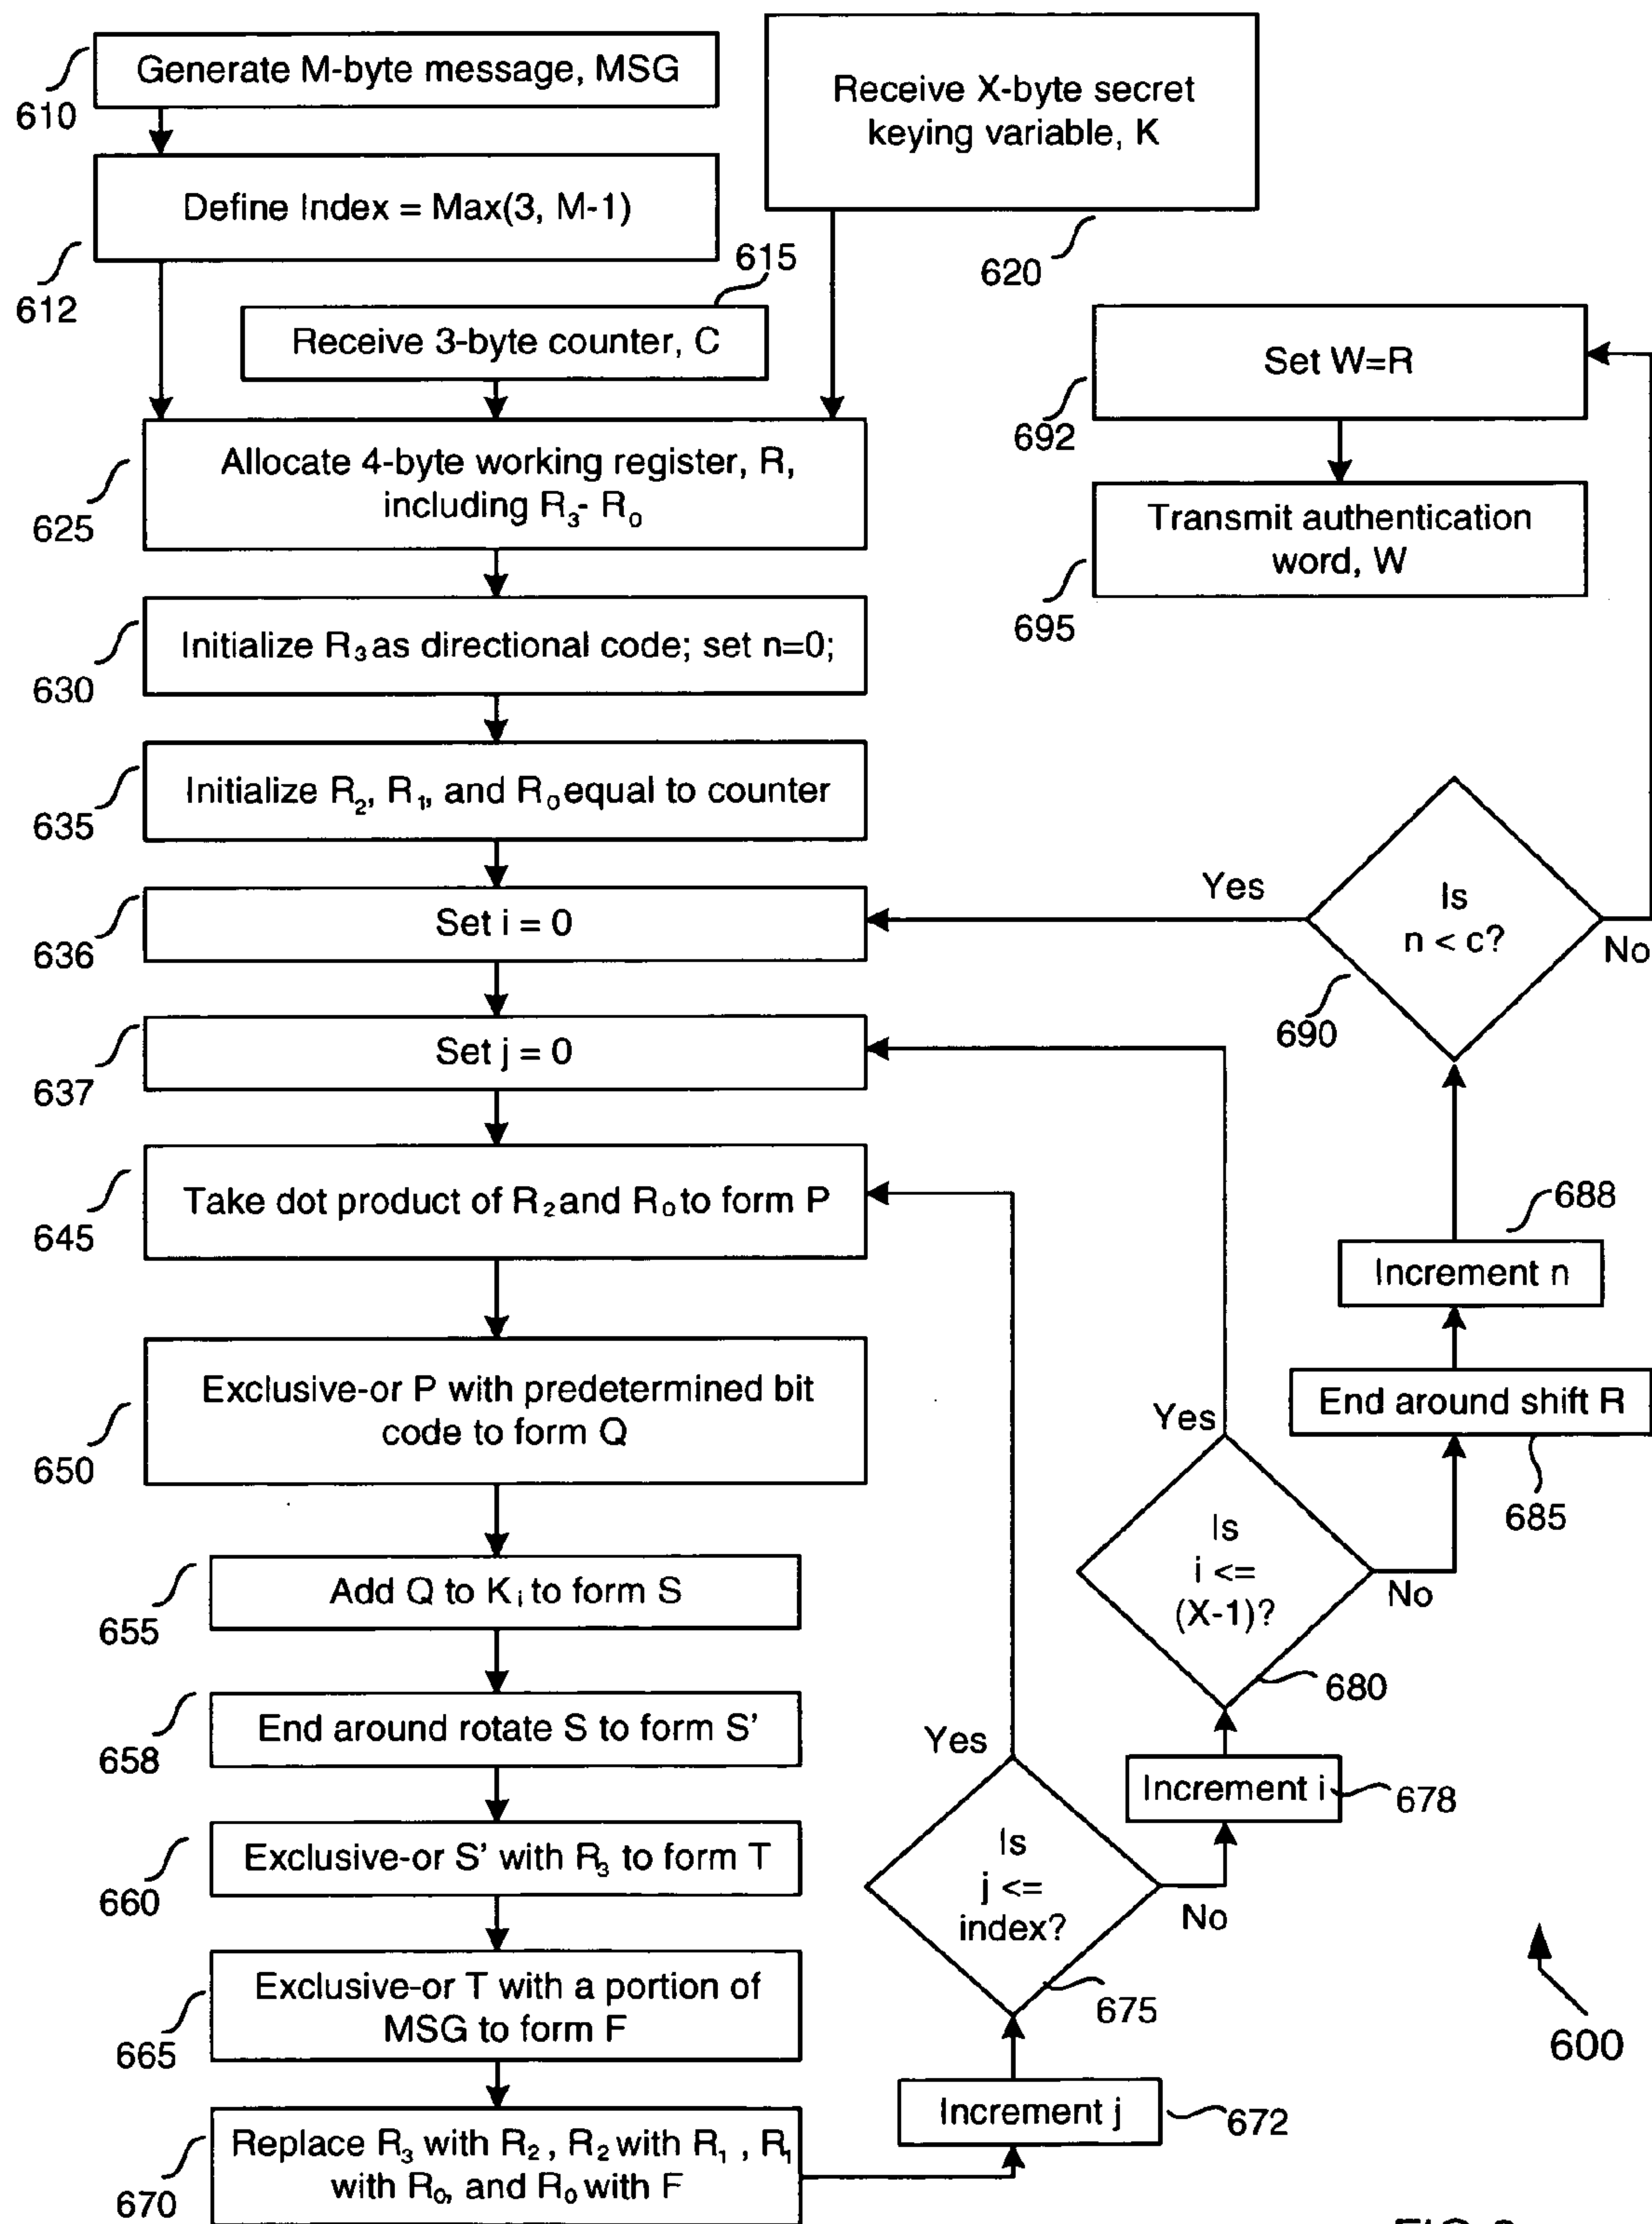 Generate M-byte message, MSG
610
Define Index = Max(3, M-1)
612
Receive X-byte secret
keying variable, K
620
615
Receive 3-byte counter, C
Allocate 4-byte working register, R,
including R₃- R₀
625
Set W=R
692
Transmit authentication
word, W
695
Initialize R₃ as directional code; set n=0;
630
Initialize R₂, R₁, and R₀ equal to counter
635
Set i = 0
636
Yes
Is
n < c?
No
690
Set j = 0
637
Take dot product of R₂ and R₀ to form P
645
688
Increment n
Exclusive-or P with predetermined bit
code to form Q
650
End around shift R
685
Yes
Is
i <=
(X-1)?
No
680
Add Q to Kᵢ to form S
655
End around rotate S to form S'
658
Increment i
678
Exclusive-or S' with R₃ to form T
660
Yes
Is
j <=
index?
No
675
Exclusive-or T with a portion of
MSG to form F
665
600
Increment j
672
Replace R₃ with R₂, R₂ with R₁ , R₁
with R₀, and R₀ with F
670